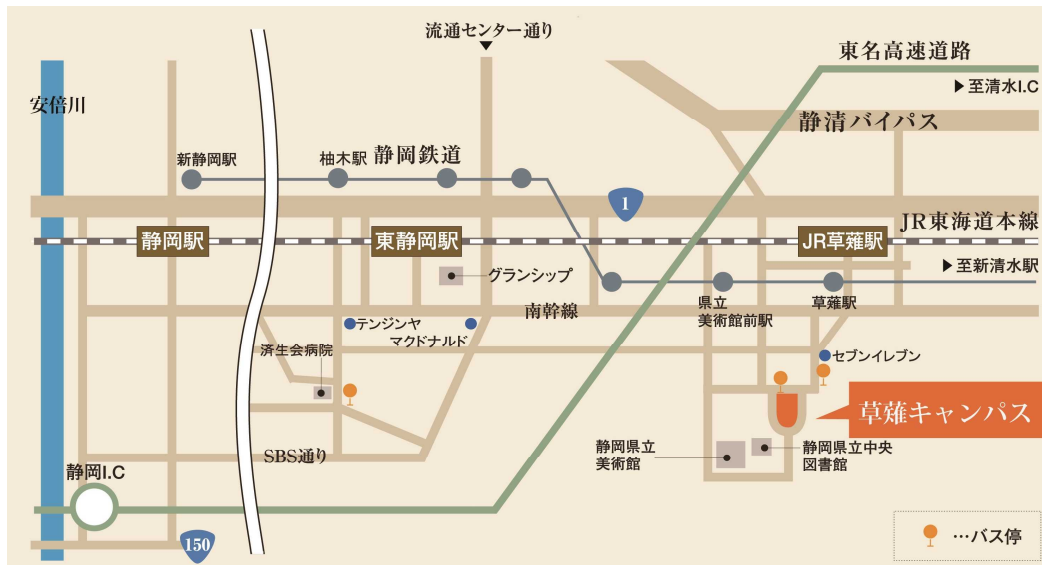 流通センター通り
東名高速道路
▶至清水I.C
安倍川
静清バイパス
新静岡駅
柚木駅
静岡鉄道
1
JR東海道本線
静岡駅
東静岡駅
JR草薙駅
▶至新清水駅
グランシップ
南幹線
県立
美術館前駅
草薙駅
テンジンヤ
マクドナルド
済生会病院
セブンイレブン
草薙キャンパス
静岡県立
美術館
静岡県立中央
図書館
SBS通り
静岡I.C
150
…バス停